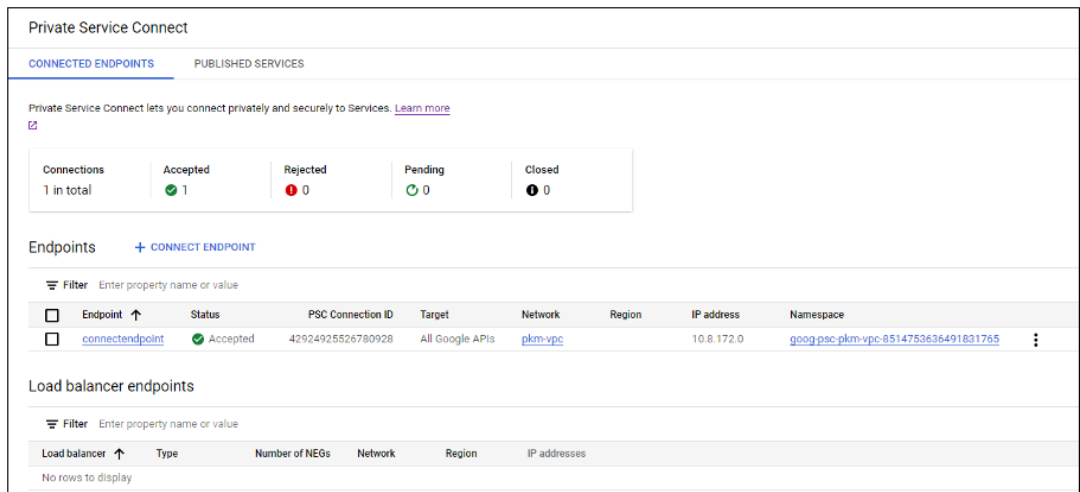 Private Service Connect
CONNECTED ENDPOINTS PUBLISHED SERVICES
Private Service Connect lets you connect privately and securely to Services. Learn more
Connections Accepted Rejected Pending Closed
1 in total 1 0 0 0
Endpoints + CONNECT ENDPOINT
Filter Enter property name or value
Endpoint Status PSC Connection ID Target Network Region IP address Namespace
connectendpoint Accepted 42924925526780928 All Google APIs pkm-vpc 10.8.172.0 goog-psc-pkm-vpc-8514753636491831765
Load balancer endpoints
Filter Enter property name or value
Load balancer Type Number of NEGs Network Region IP addresses
No rows to display